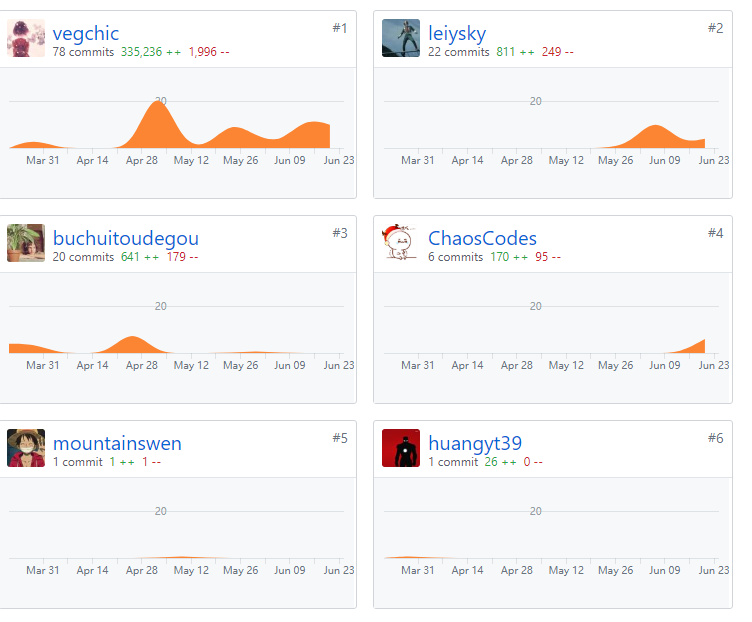 vegchic #1
78 commits 335,236 ++ 1,996 --
20
Mar 31 Apr 14 Apr 28 May 12 May 26 Jun 09 Jun 23
leiysky #2
22 commits 811 ++ 249 --
20
Mar 31 Apr 14 Apr 28 May 12 May 26 Jun 09 Jun 23
buchuitoudegou #3
20 commits 641 ++ 179 --
20
Mar 31 Apr 14 Apr 28 May 12 May 26 Jun 09 Jun 23
ChaosCodes #4
6 commits 170 ++ 95 --
20
Mar 31 Apr 14 Apr 28 May 12 May 26 Jun 09 Jun 23
mountainswen #5
1 commit 1 ++ 1 --
20
Mar 31 Apr 14 Apr 28 May 12 May 26 Jun 09 Jun 23
huangyt39 #6
1 commit 26 ++ 0 --
20
Mar 31 Apr 14 Apr 28 May 12 May 26 Jun 09 Jun 23